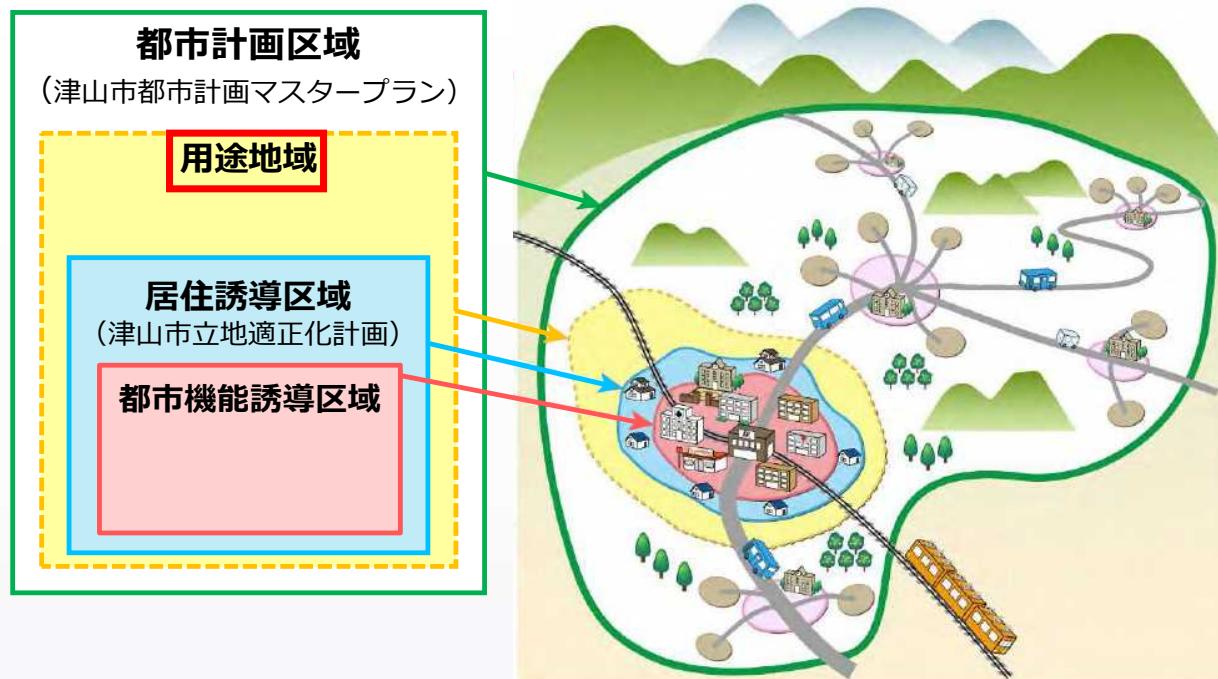 都市計画区域
（津山市都市計画マスタープラン）
用途地域
居住誘導区域
（津山市立地適正化計画）
都市機能誘導区域